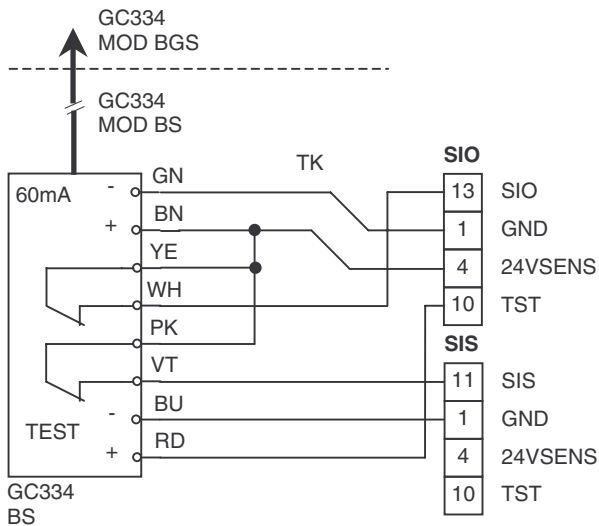 GC334
MOD BGS
GC334
MOD BS
TK
SIO
60mA
- GN
13 SIO
+ BN
1 GND
YE
4 24VSENS
WH
10 TST
PK
SIS
VT
11 SIS
- BU
1 GND
TEST
+ RD
4 24VSENS
10 TST
GC334
BS